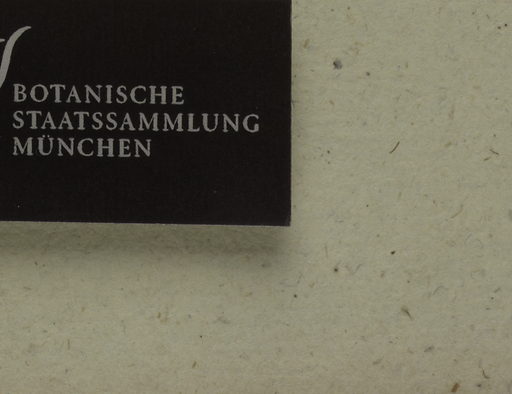 BOTANISCHE
STAATSSAMMLUNG
MÜNCHEN